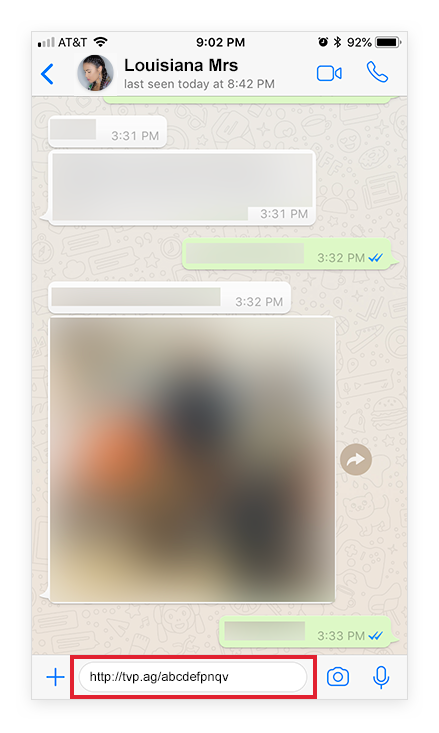 AT&T 9:02 PM 92%
Louisiana Mrs
last seen today at 8:42 PM
3:31 PM
3:31 PM
3:32 PM
3:32 PM
3:33 PM
http://tvp.ag/abcdefpnqv